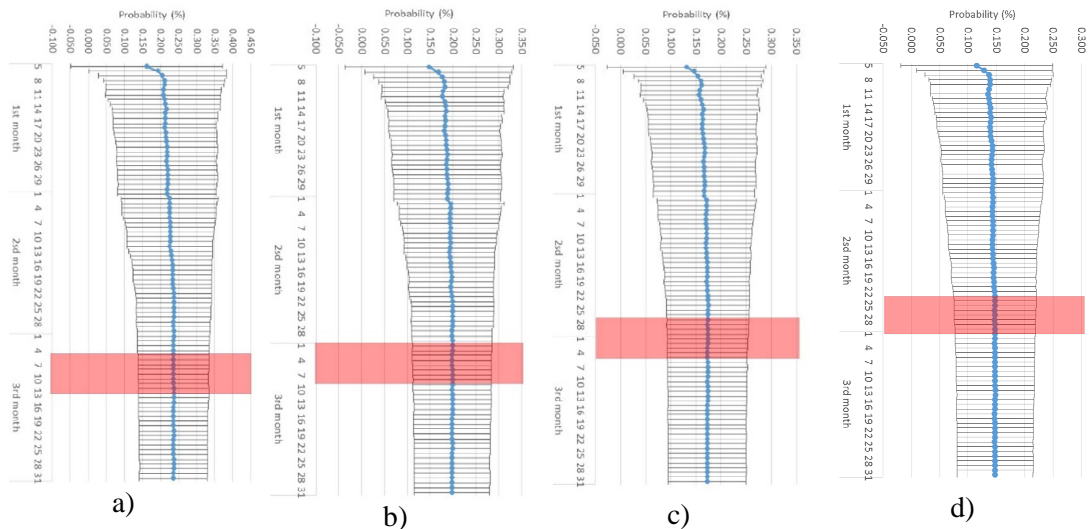 Probability (%)
-0.100 -0.050 0.000 0.050 0.100 0.150 0.200 0.250 0.300 0.350 0.400 0.450
5 8 11 14 17 20 23 26 29 1 4 7 10 13 16 19 22 25 28 1 4 7 10 13 16 19 22 25 28 31
1st month 2sd month 3rd month
a)
Probability (%)
-0.100 -0.050 0.000 0.050 0.100 0.150 0.200 0.250 0.300 0.350
5 8 11 14 17 20 23 26 29 1 4 7 10 13 16 19 22 25 28 1 4 7 10 13 16 19 22 25 28 31
1st month 2sd month 3rd month
b)
Probability (%)
-0.050 0.000 0.050 0.100 0.150 0.200 0.250 0.300 0.350
5 8 11 14 17 20 23 26 29 1 4 7 10 13 16 19 22 25 28 1 4 7 10 13 16 19 22 25 28 31
1st month 2sd month 3rd month
c)
Probability (%)
-0.050 0.000 0.050 0.100 0.150 0.200 0.250 0.300
5 8 11 14 17 20 23 26 29 1 4 7 10 13 16 19 22 25 28 1 4 7 10 13 16 19 22 25 28 31
1st month 2sd month 3rd month
d)